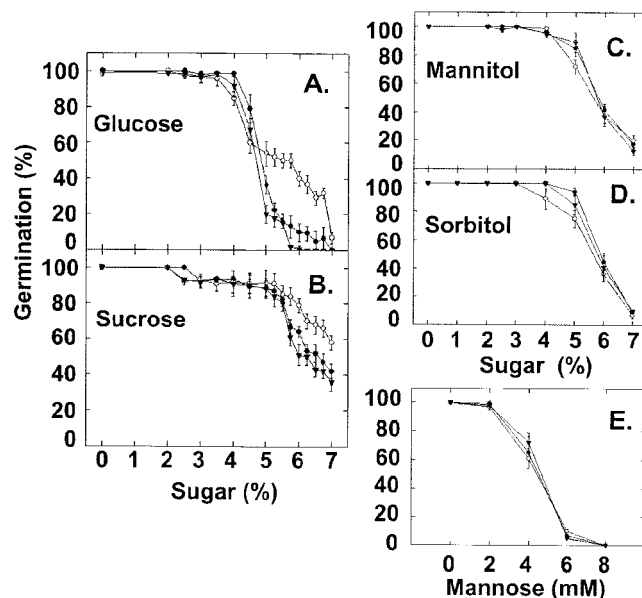 A.
Glucose
100
80
60
40
20
0
B.
Sucrose
100
80
60
40
20
0
Germination (%)
0 1 2 3 4 5 6 7
Sugar (%)
C.
Mannitol
100
80
60
40
20
0
D.
Sorbitol
100
80
60
40
20
0
0 1 2 3 4 5 6 7
Sugar (%)
E.
100
80
60
40
20
0
0 2 4 6 8
Mannose (mM)